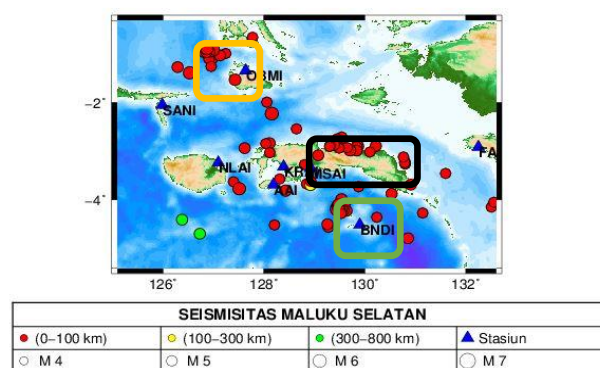 OBMI
−2°
SANI
FA
NLAI
KRAI
MSAI
AAI
−4°
BNDI
126° 128° 130° 132°
SEISMISITAS MALUKU SELATAN
(0−100 km) (100−300 km) (300−800 km) Stasiun
M 4 M 5 M 6 M 7